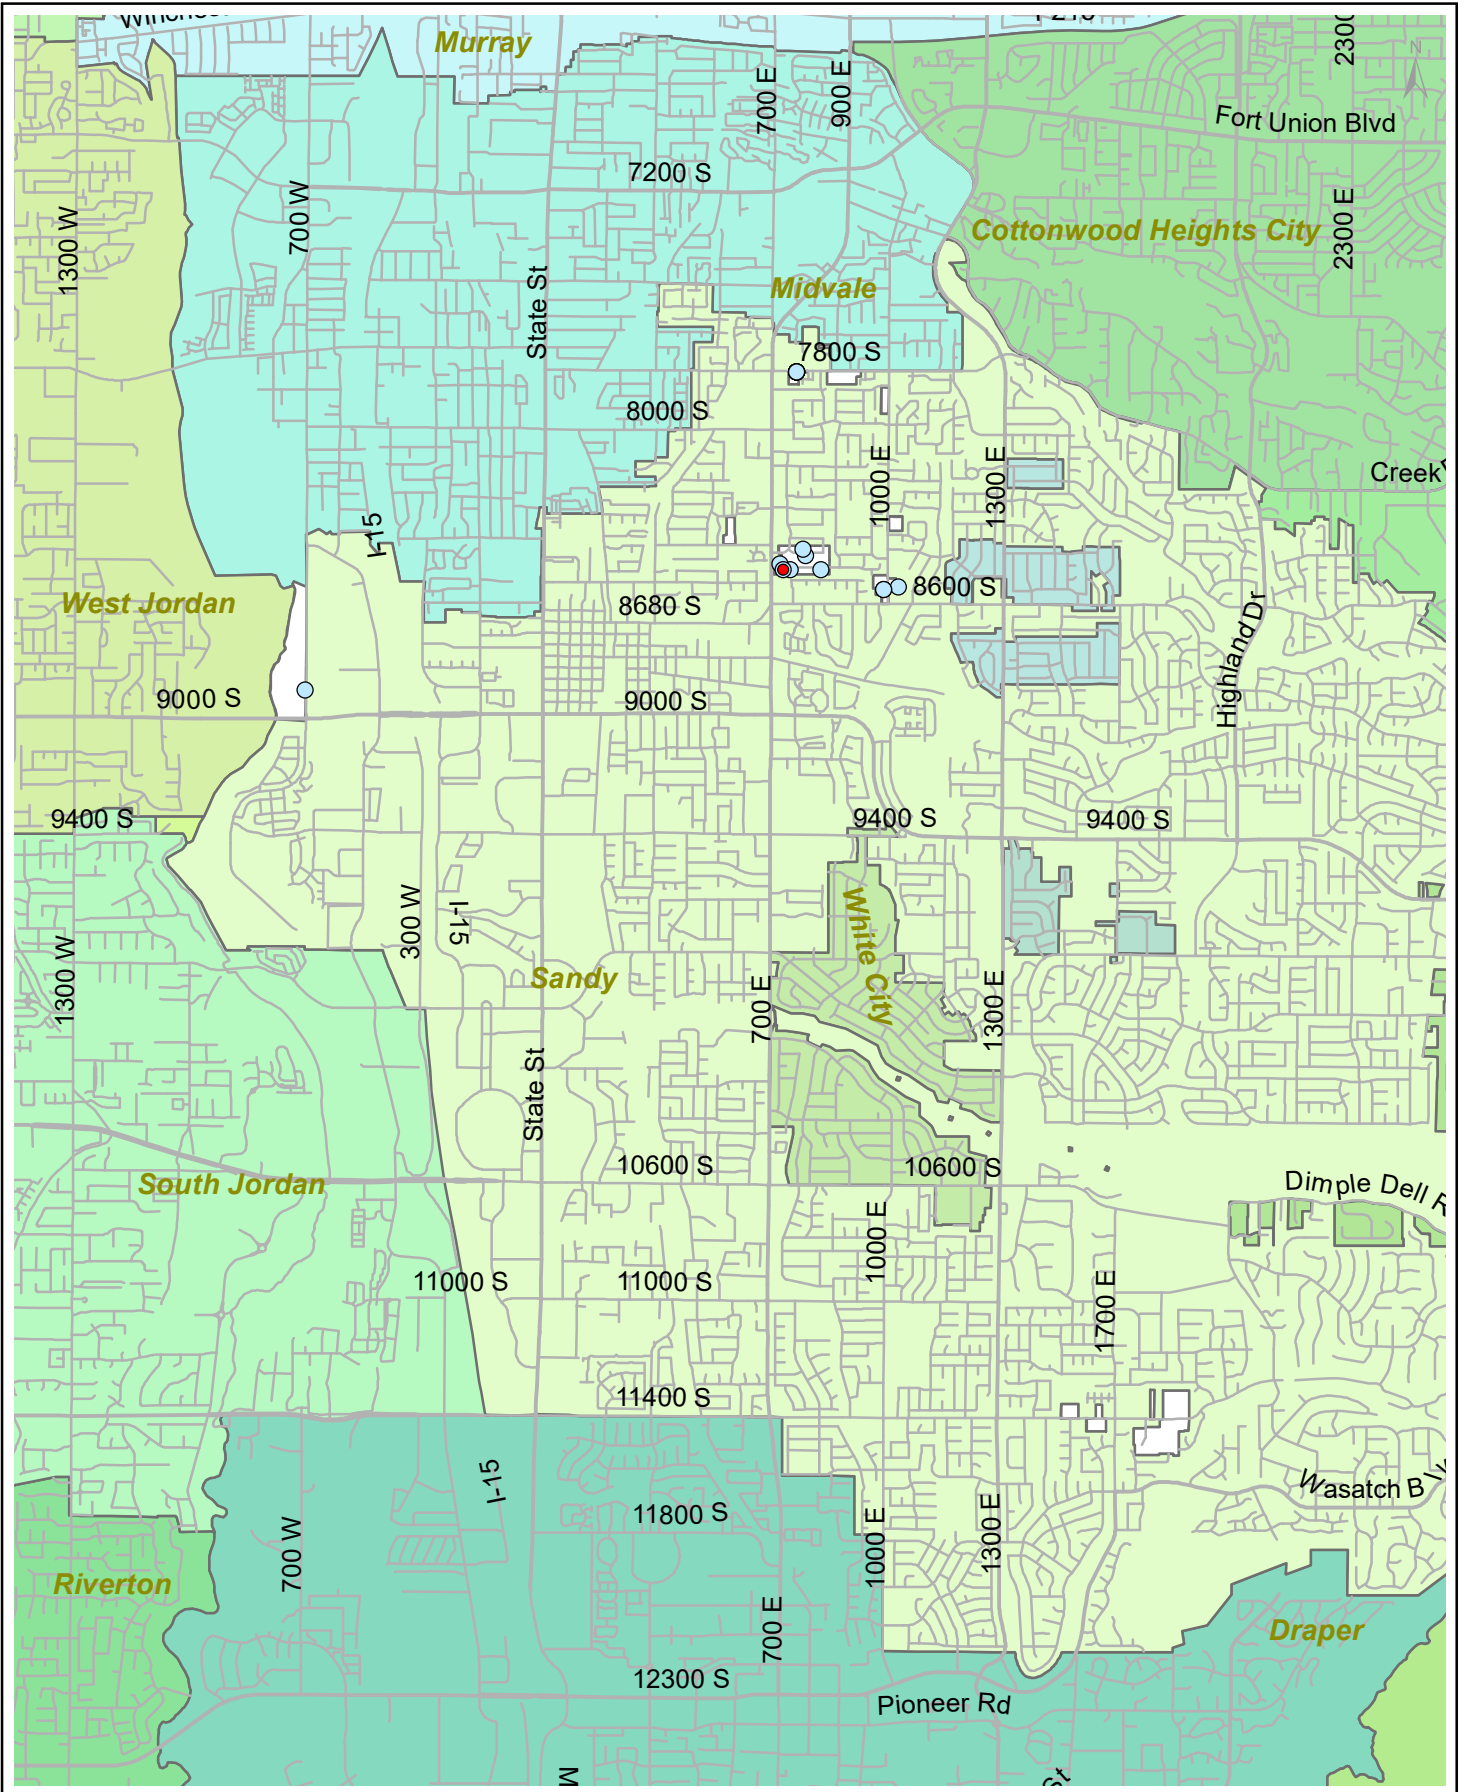 Murray
2300
700 E
900 E
Fort Union Blvd
N
7200 S
1300 W
700 W
2300 E
Cottonwood Heights City
Midvale
State St
7800 S
8000 S
1000 E
1300 E
Creek
I-15
8600 S
West Jordan
8680 S
Highland Dr
9000 S
9000 S
9400 S
9400 S
9400 S
300 W
I-15
White City
1300 W
Sandy
700 E
1300 E
State St
10600 S
10600 S
South Jordan
Dimple Dell R
1000 E
11000 S
11000 S
1700 E
11400 S
I-15
Wasatch Blv
11800 S
1300 E
1000 E
700 W
Riverton
700 E
Draper
12300 S
Pioneer Rd
M
St